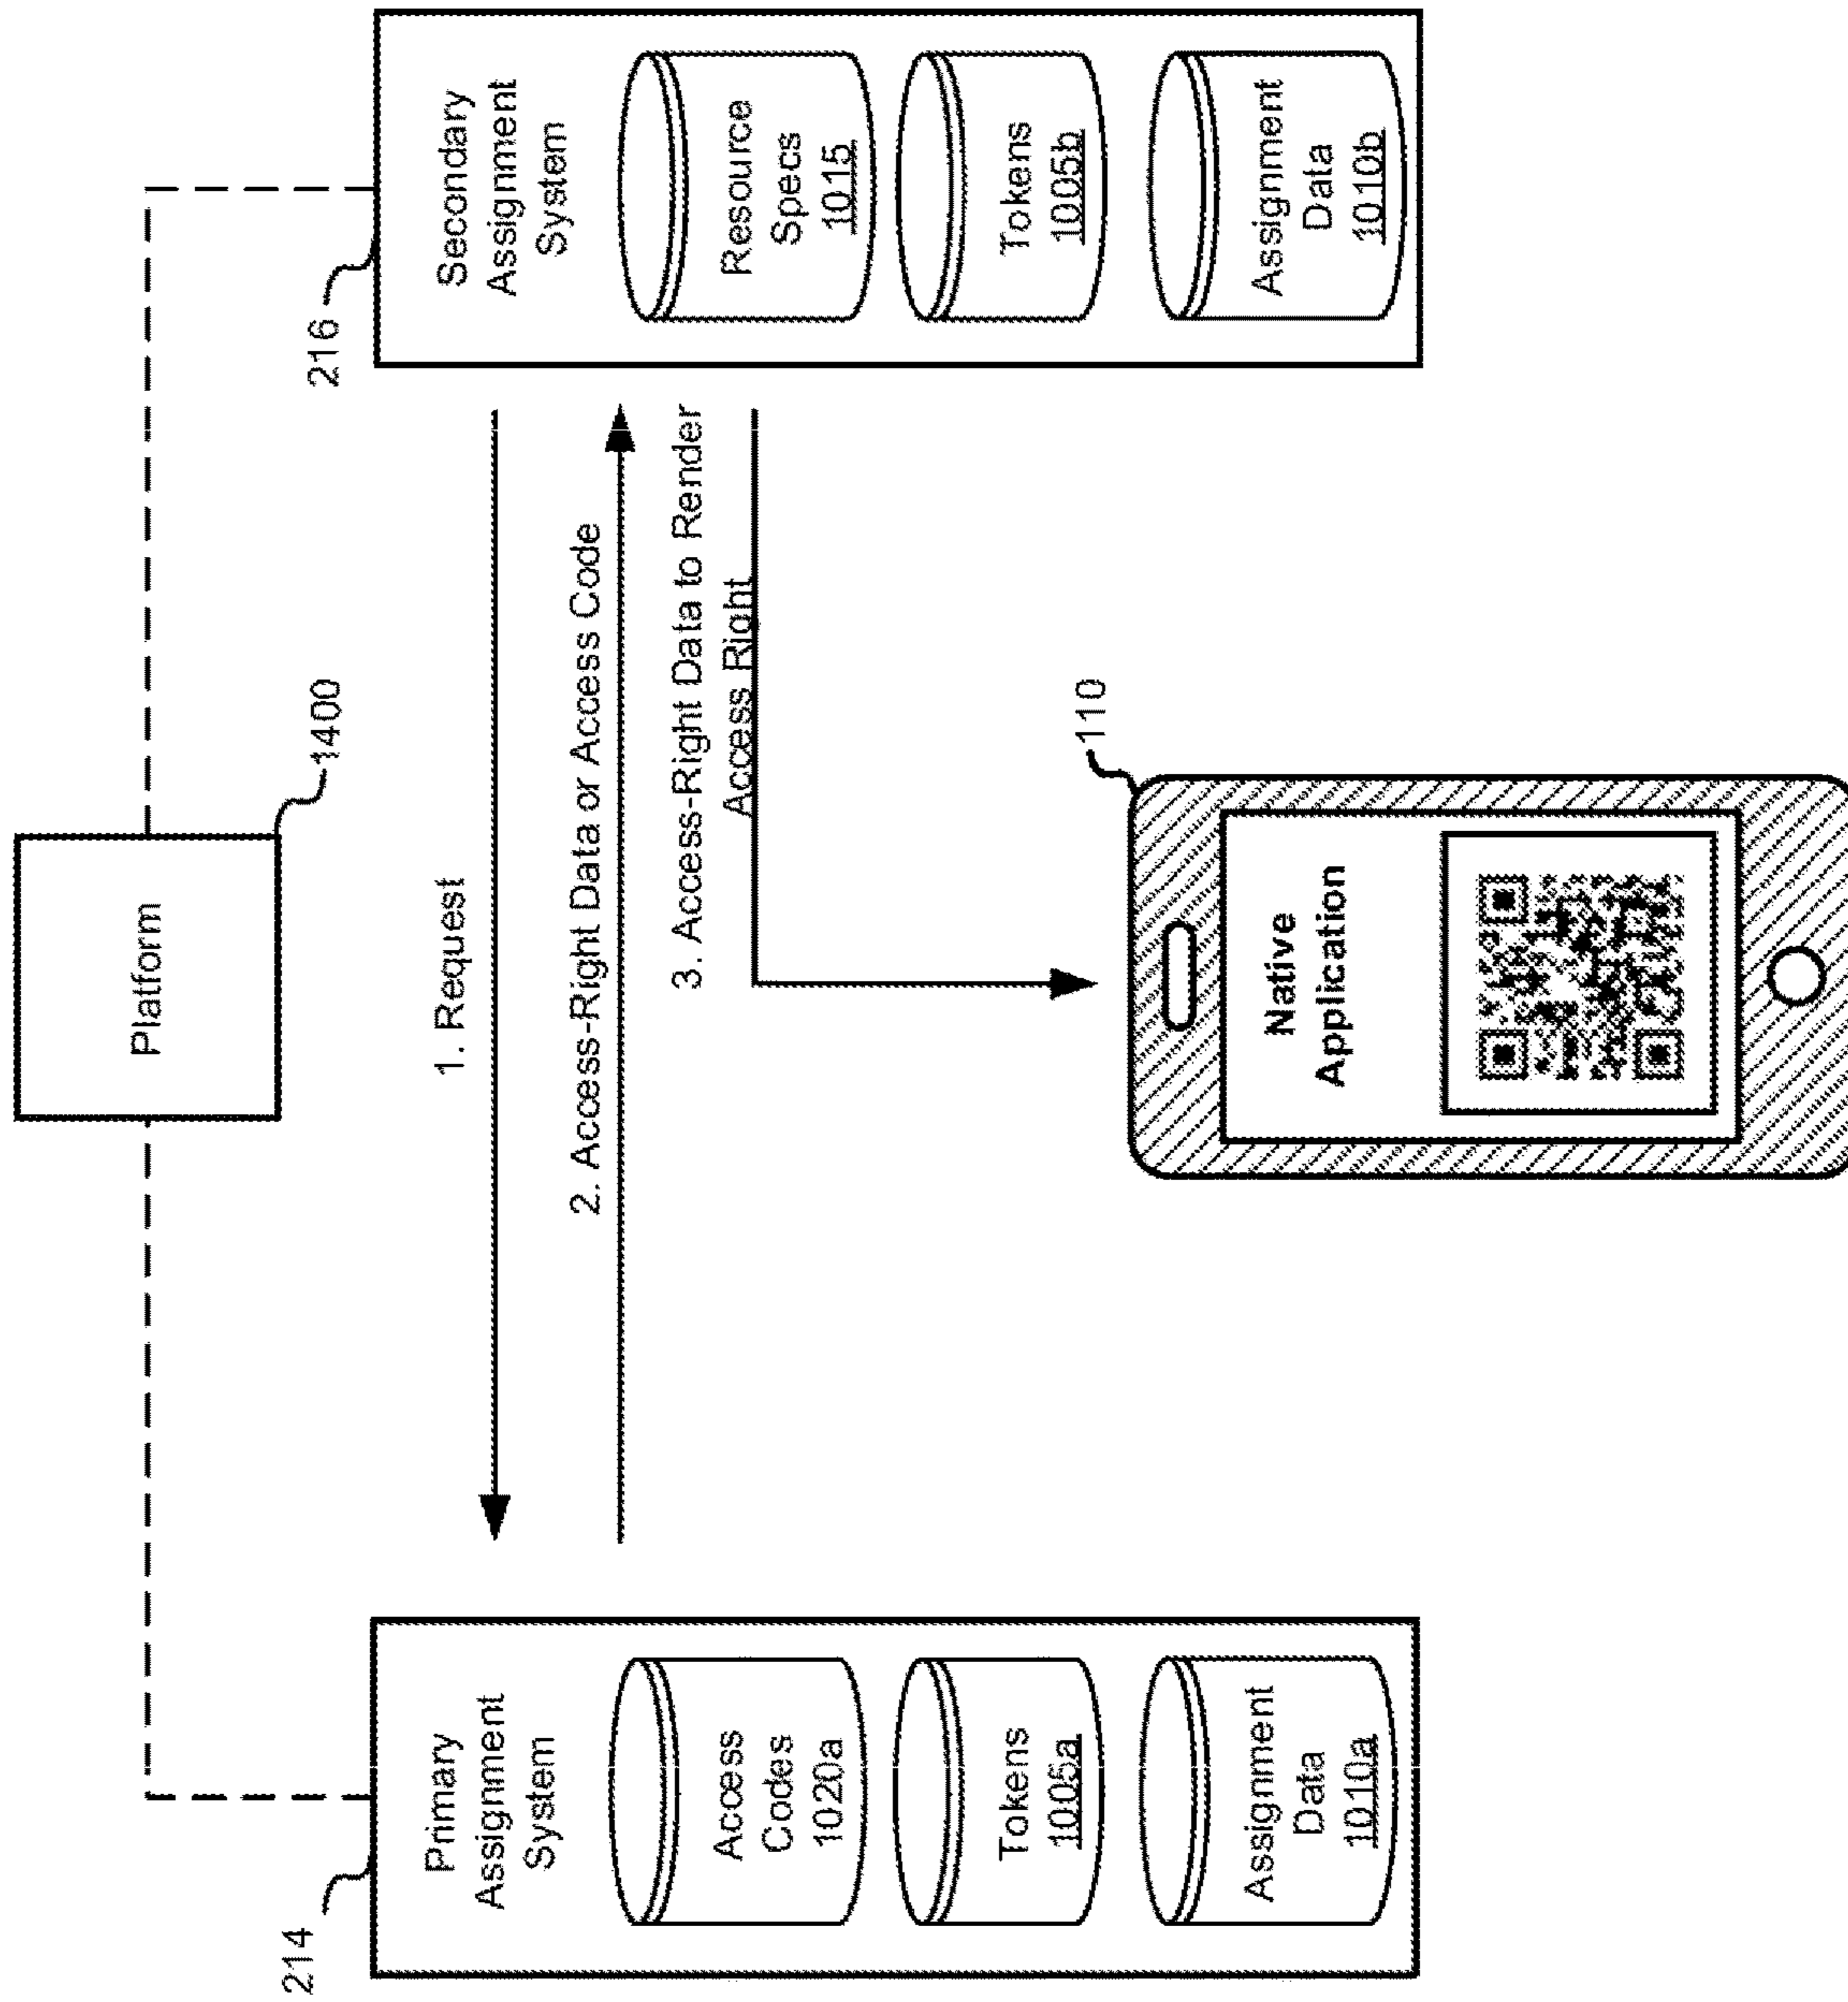 Platform
1400
214
Primary
Assignment
System
Access
Codes
1020a
Tokens
1005a
Assignment
Data
1010a
1. Request
2. Access-Right Data or Access Code
3. Access-Right Data to Render
Access Right
216
Secondary
Assignment
System
Resource
Specs
1015
Tokens
1005b
Assignment
Data
1010b
110
Native
Application